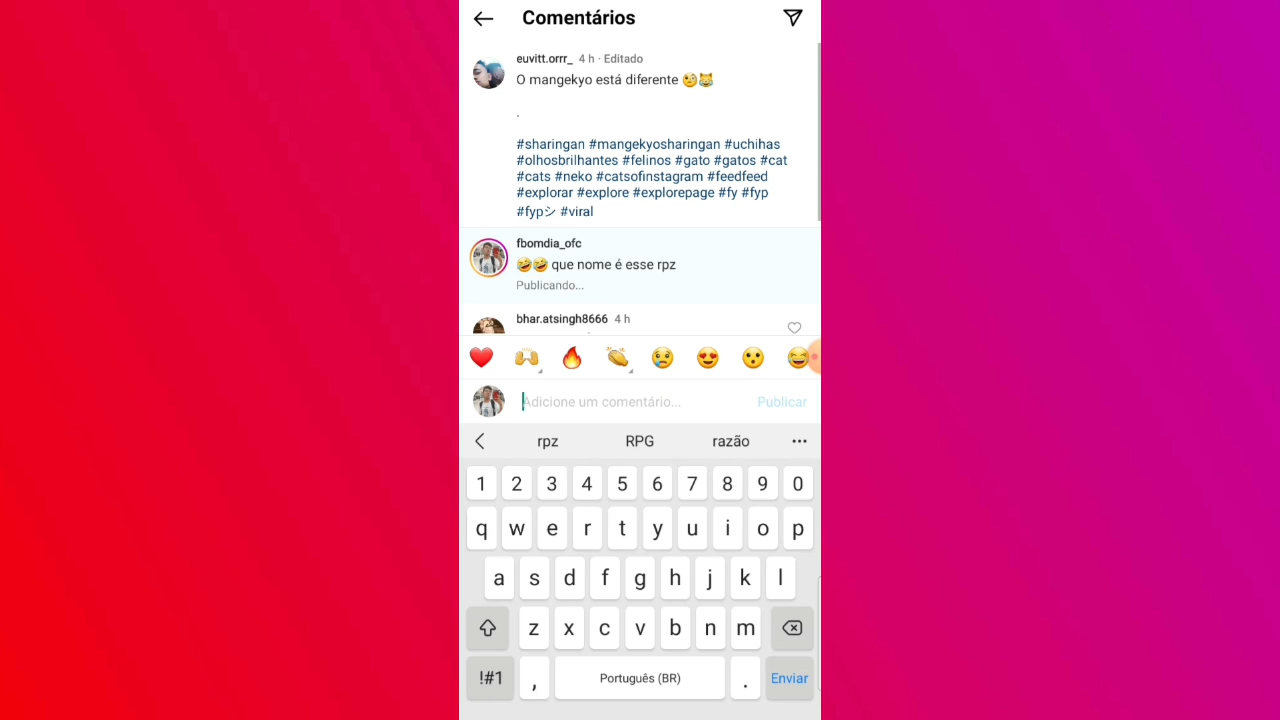 Comentários
euvitt.orrr_ 4 h · Editado
O mangekyo está diferente 🧐😹
.
#sharingan #mangekyosharingan #uchihas
#olhosbrilhantes #felinos #gato #gatos #cat
#cats #neko #catsofinstagram #feedfeed
#explorar #explore #explorepage #fy #fyp
#fypシ #viral
fbomdia_ofc
🤣🤣 que nome é esse rpz
Publicando...
bhar.atsingh8666 4 h
❤️ 🙌 🔥 👏 😢 😍 😮 😂
Adicione um comentário... Publicar
rpz RPG razão
1 2 3 4 5 6 7 8 9 0
q w e r t y u i o p
a s d f g h j k l
z x c v b n m
!#1 , Português (BR) . Enviar